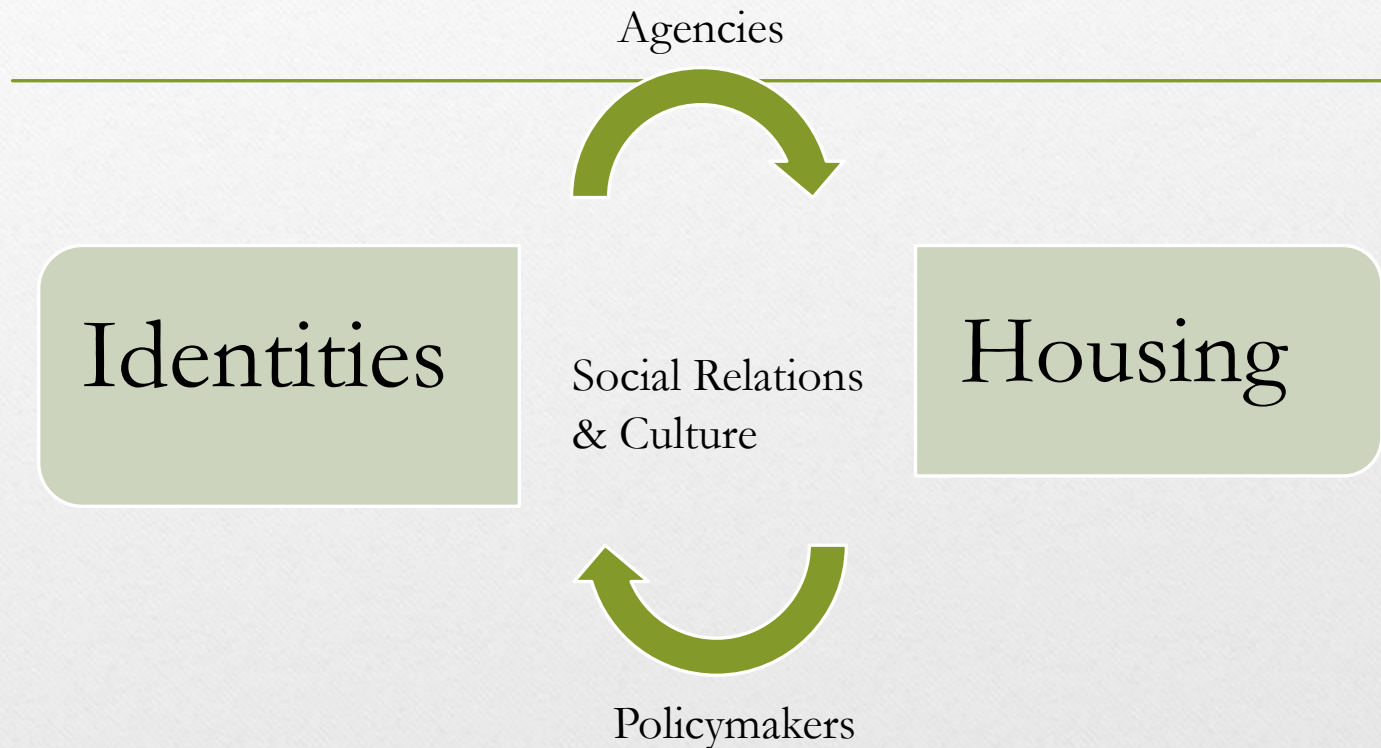 Agencies
Identities
Social Relations
& Culture
Housing
Policymakers